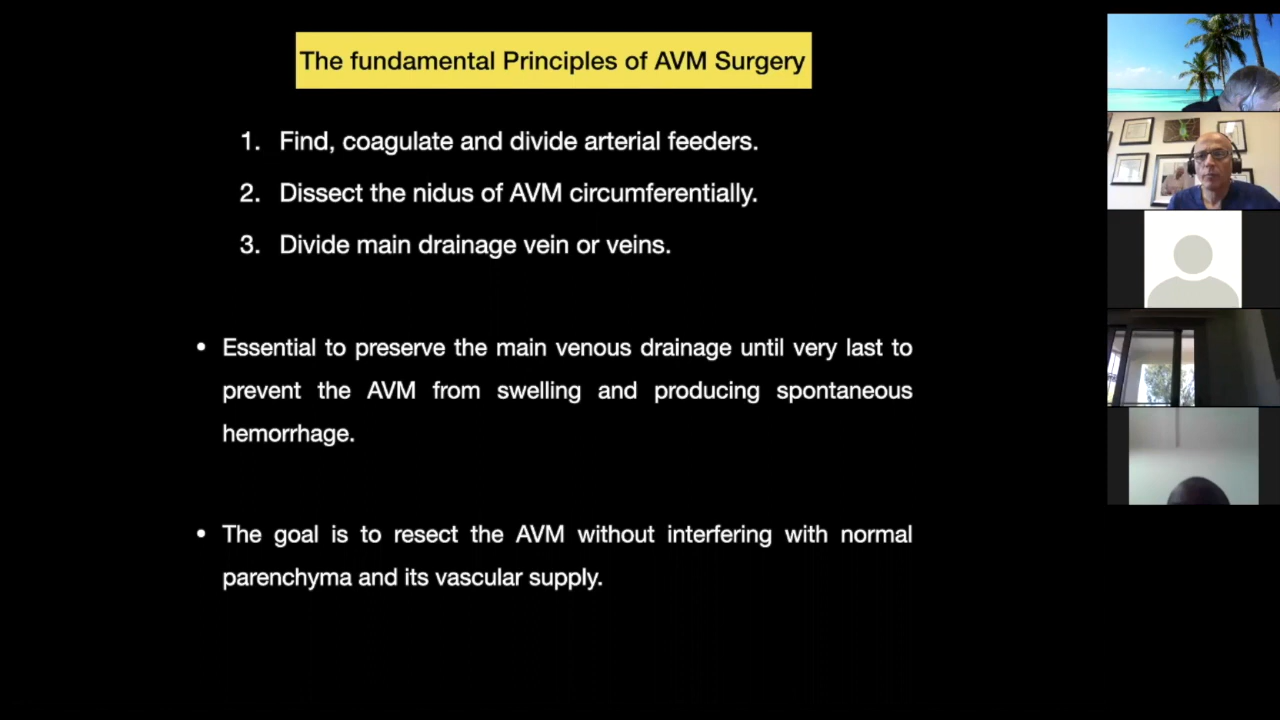 The fundamental Principles of AVM Surgery
1. Find, coagulate and divide arterial feeders.
2. Dissect the nidus of AVM circumferentially.
3. Divide main drainage vein or veins.
• Essential to preserve the main venous drainage until very last to
prevent the AVM from swelling and producing spontaneous
hemorrhage.
• The goal is to resect the AVM without interfering with normal
parenchyma and its vascular supply.